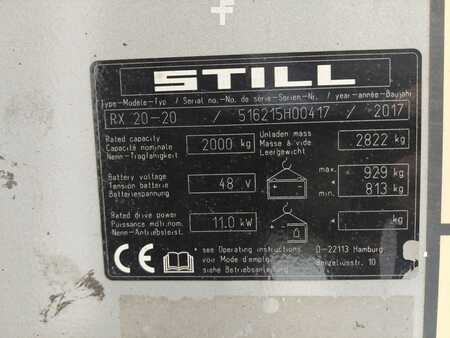 STILL
Type-Modele-Typ / Serial no.-No. de série-Serien-Nr. / year-année-Baujahr
RX 20-20 / 516215H00417 / 2017
Rated capacity
Capacité nominale
Nenn-Tragfähigkeit
2000 kg
Unladen mass
Masse à vide
Leergewicht
2822 kg
Battery voltage
Tension batterie
Batteriespannung
48 V
max. 929 kg
min. 813 kg
Rated drive power
Puissance mdtr.nom.
Nenn-Antriebsleist.
11.0 kW
kg
CE
* see Operating instructions
voir Mode d'emploi
siehe Betriebsanleitung
D-22113 Hamburg
Berzeliusstr. 10